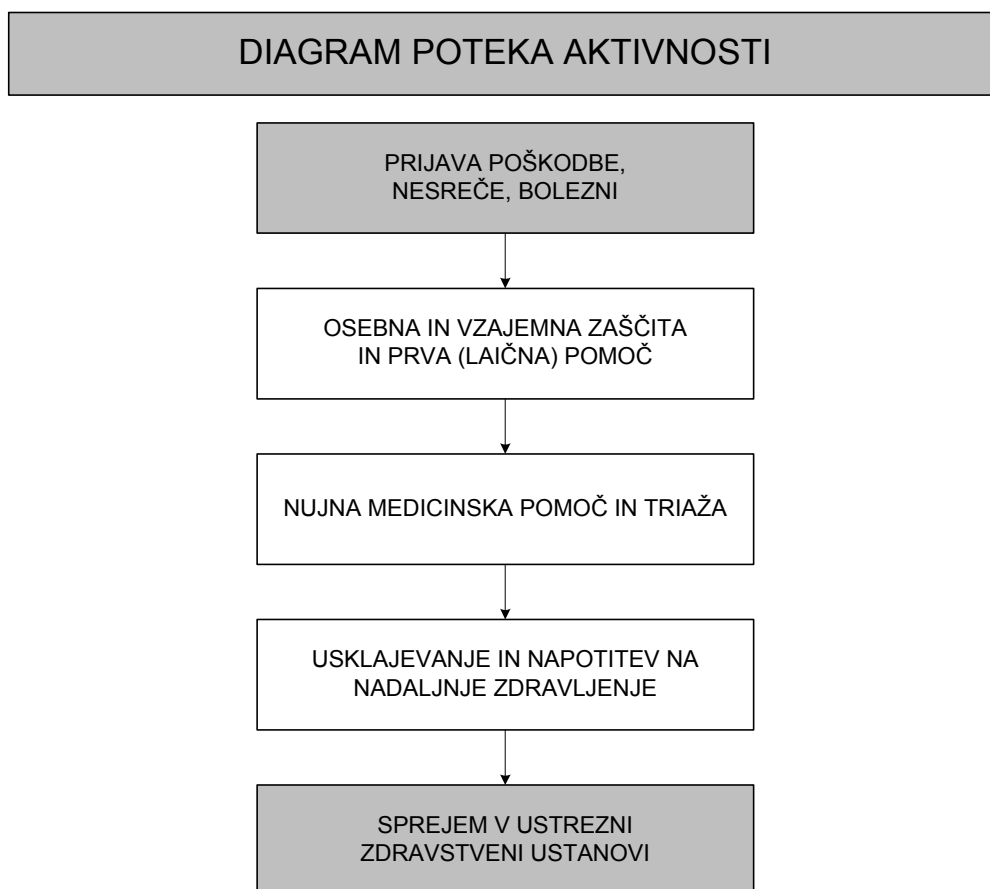 DIAGRAM POTEKA AKTIVNOSTI
PRIJAVA POŠKODBE,
NESREČE, BOLEZNI
OSEBNA IN VZAJEMNA ZAŠČITA
IN PRVA (LAIČNA) POMOČ
NUJNA MEDICINSKA POMOČ IN TRIAŽA
USKLAJEVANJE IN NAPOTITEV NA
NADALJNJE ZDRAVLJENJE
SPREJEM V USTREZNI
ZDRAVSTVENI USTANOVI